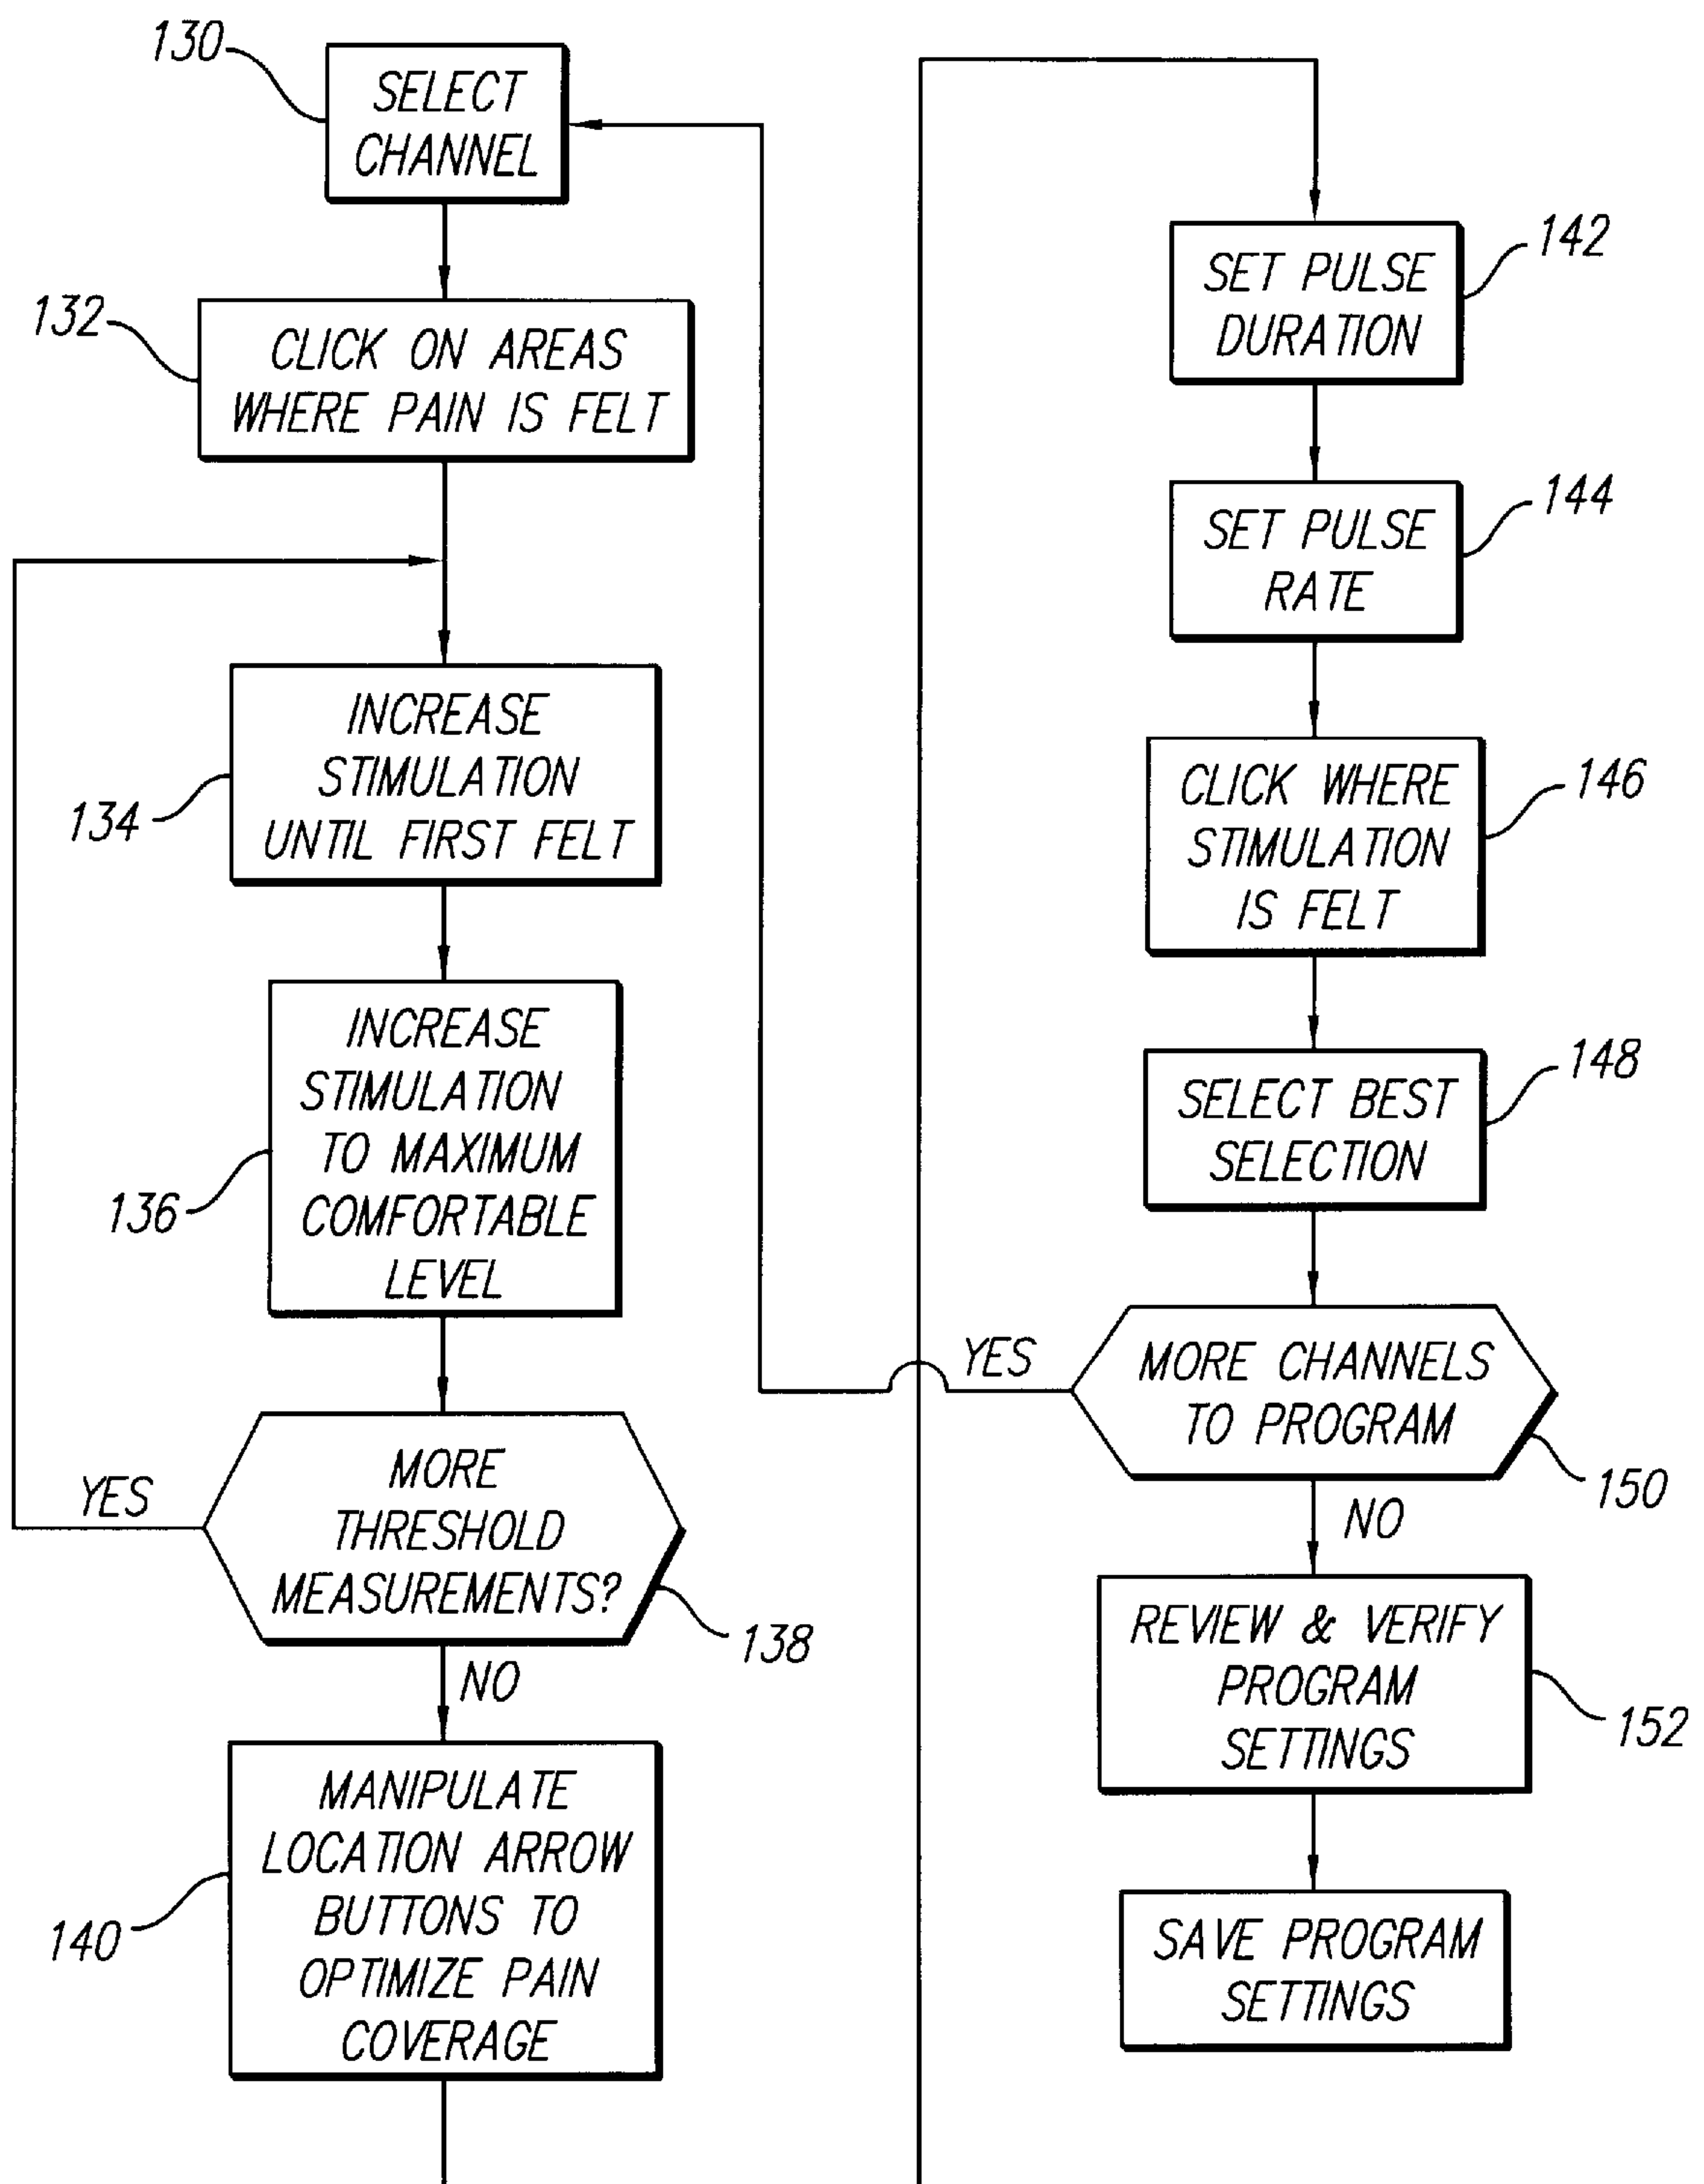 130
SELECT
CHANNEL
132
CLICK ON AREAS
WHERE PAIN IS FELT
134
INCREASE
STIMULATION
UNTIL FIRST FELT
136
INCREASE
STIMULATION
TO MAXIMUM
COMFORTABLE
LEVEL
YES
MORE
THRESHOLD
MEASUREMENTS?
138
NO
140
MANIPULATE
LOCATION ARROW
BUTTONS TO
OPTIMIZE PAIN
COVERAGE
142
SET PULSE
DURATION
144
SET PULSE
RATE
146
CLICK WHERE
STIMULATION
IS FELT
148
SELECT BEST
SELECTION
YES
MORE CHANNELS
TO PROGRAM
150
NO
REVIEW & VERIFY
PROGRAM
SETTINGS
152
SAVE PROGRAM
SETTINGS